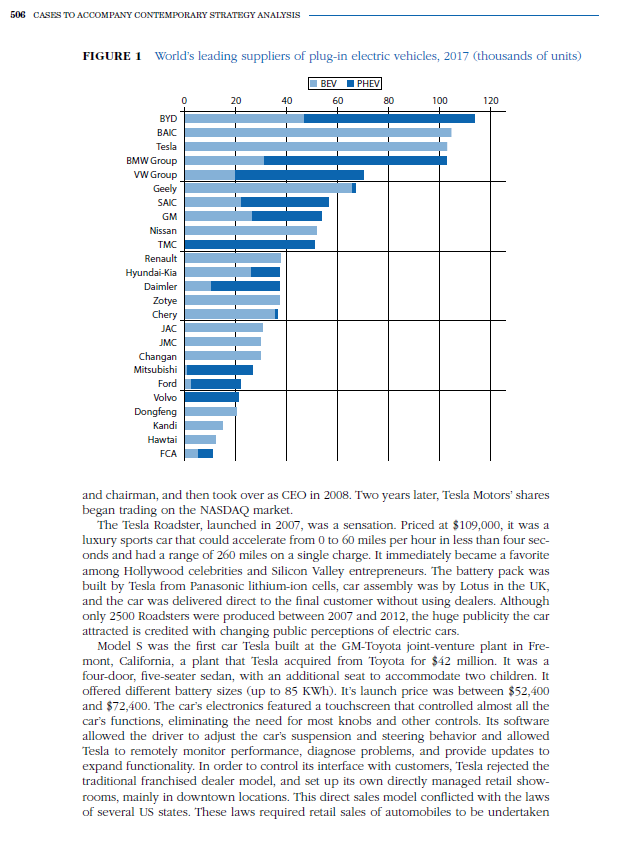 506 CASES TO ACCOMPANY CONTEMPORARY STRATEGY ANALYSIS
FIGURE 1 World's leading suppliers of plug-in electric vehicles, 2017 (thousands of units)
BEV PHEV
0 20 40 60 80 100 120
BYD
BAIC
Tesla
BMW Group
VW Group
Geely
SAIC
GM
Nissan
TMC
Renault
Hyundai-Kia
Daimler
Zotye
Chery
JAC
JMC
Changan
Mitsubishi
Ford
Volvo
Dongfeng
Kandi
Hawtai
FCA
and chairman, and then took over as CEO in 2008. Two years later, Tesla Motors' shares
began trading on the NASDAQ market.
The Tesla Roadster, launched in 2007, was a sensation. Priced at $109,000, it was a
luxury sports car that could accelerate from 0 to 60 miles per hour in less than four sec-
onds and had a range of 260 miles on a single charge. It immediately became a favorite
among Hollywood celebrities and Silicon Valley entrepreneurs. The battery pack was
built by Tesla from Panasonic lithium-ion cells, car assembly was by Lotus in the UK,
and the car was delivered direct to the final customer without using dealers. Although
only 2500 Roadsters were produced between 2007 and 2012, the huge publicity the car
attracted is credited with changing public perceptions of electric cars.
Model S was the first car Tesla built at the GM-Toyota joint-venture plant in Fre-
mont, California, a plant that Tesla acquired from Toyota for $42 million. It was a
four-door, five-seater sedan, with an additional seat to accommodate two children. It
offered different battery sizes (up to 85 KWh). It's launch price was between $52,400
and $72,400. The car's electronics featured a touchscreen that controlled almost all the
car's functions, eliminating the need for most knobs and other controls. Its software
allowed the driver to adjust the car's suspension and steering behavior and allowed
Tesla to remotely monitor performance, diagnose problems, and provide updates to
expand functionality. In order to control its interface with customers, Tesla rejected the
traditional franchised dealer model, and set up its own directly managed retail show-
rooms, mainly in downtown locations. This direct sales model conflicted with the laws
of several US states. These laws required retail sales of automobiles to be undertaken